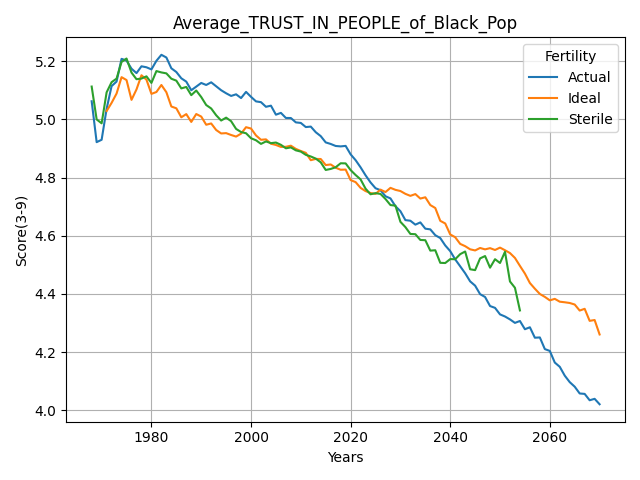 Average_TRUST_IN_PEOPLE_of_Black_Pop
Fertility
Actual
Ideal
Sterile
Score(3-9)
5.2
5.0
4.8
4.6
4.4
4.2
4.0
1980 2000 2020 2040 2060
Years